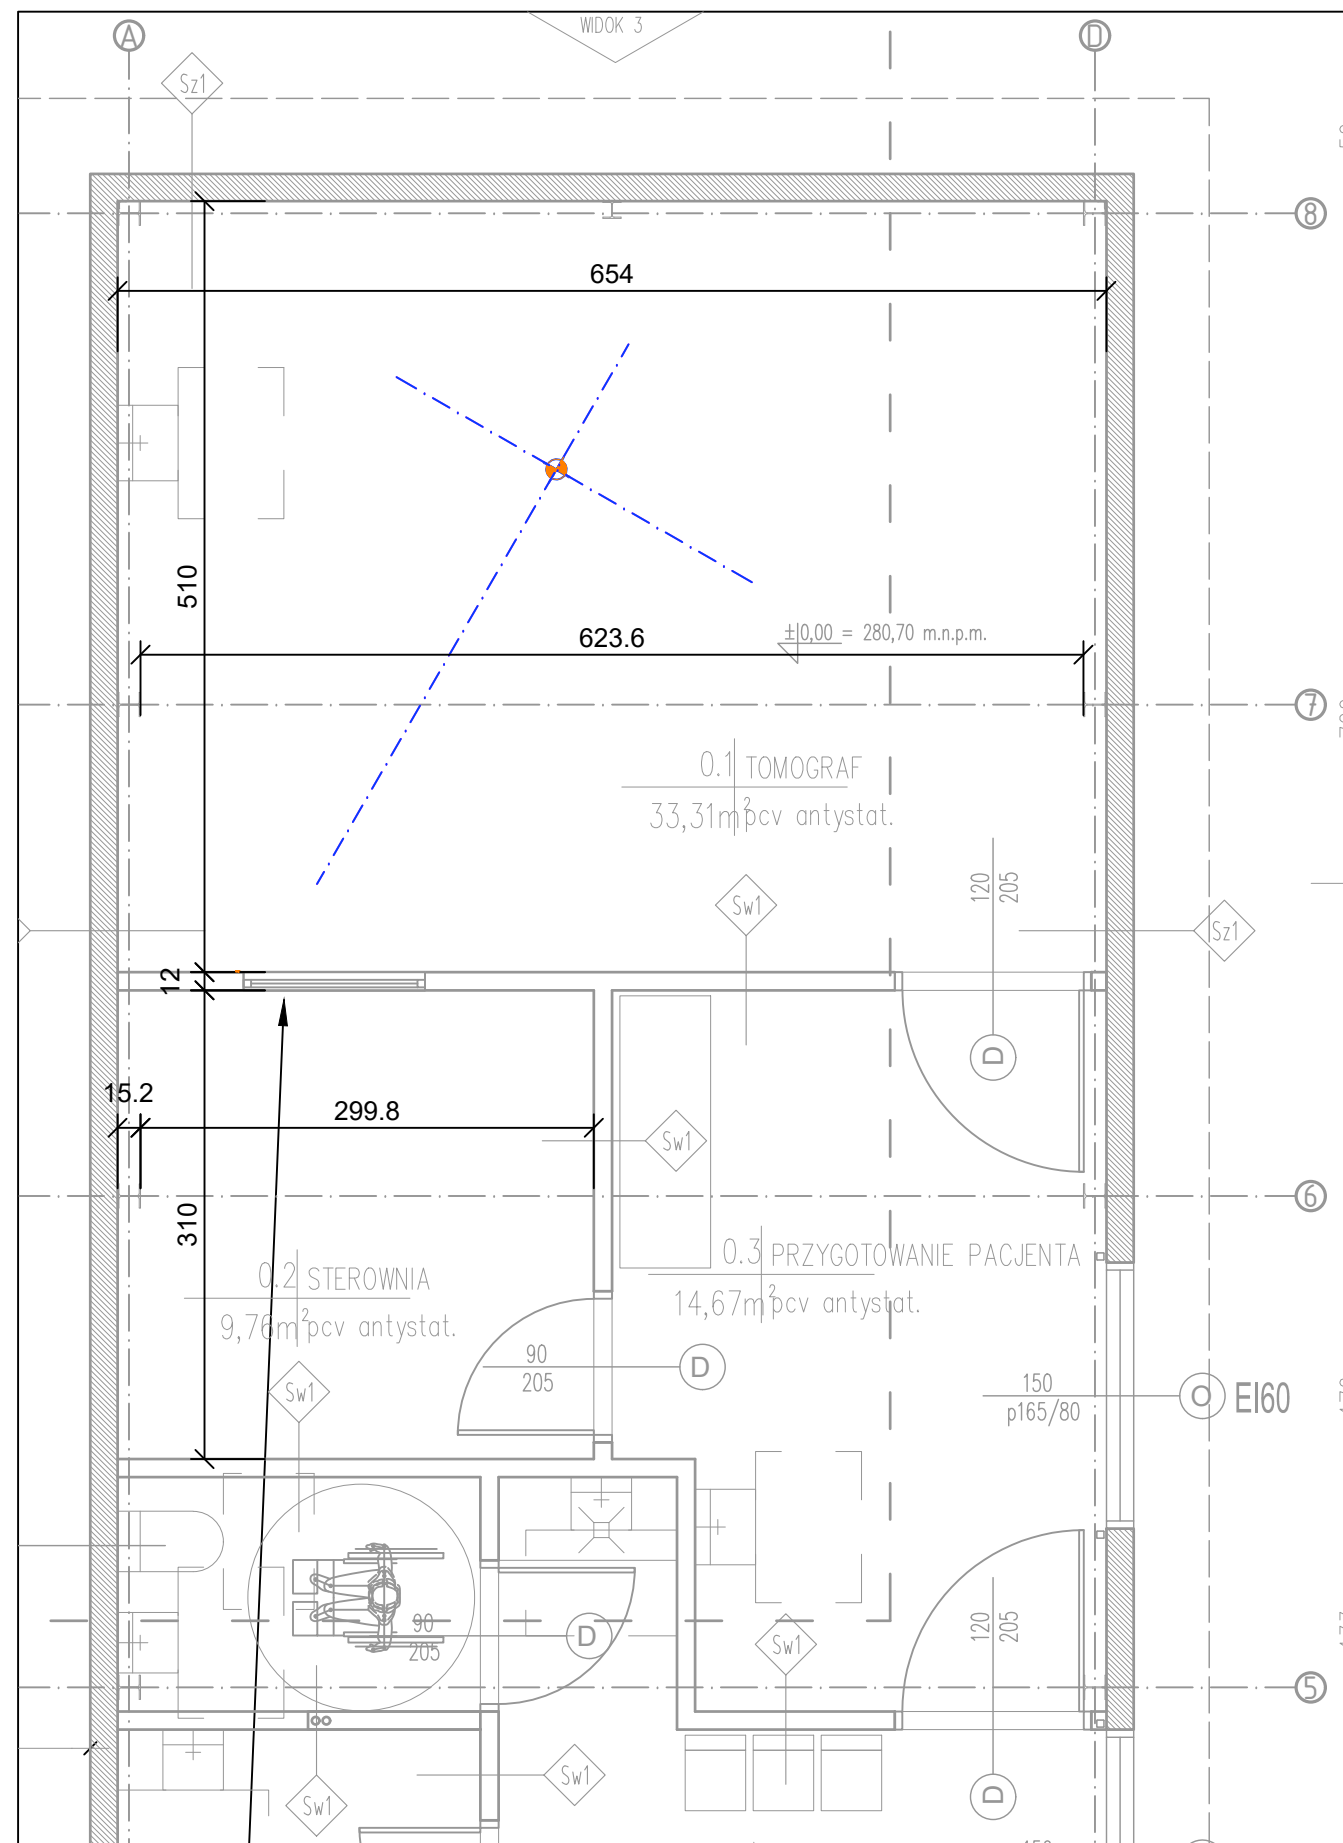 WIDOK 3
A
D
Sz1
8
654
510
±0,00 = 280,70 m.n.p.m.
623.6
7
0.1 TOMOGRAF
33,31m² pcv antystat.
120
205
Sw1
Sz1
12
D
15.2
299.8
Sw1
6
310
0.3 PRZYGOTOWANIE PACJENTA
14,67m² pcv antystat.
0.2 STEROWNIA
9,76m² pcv antystat.
90
205
D
150
p165/80
O
EI60
Sw1
90
205
D
Sw1
120
205
5
Sw1
Sw1
D